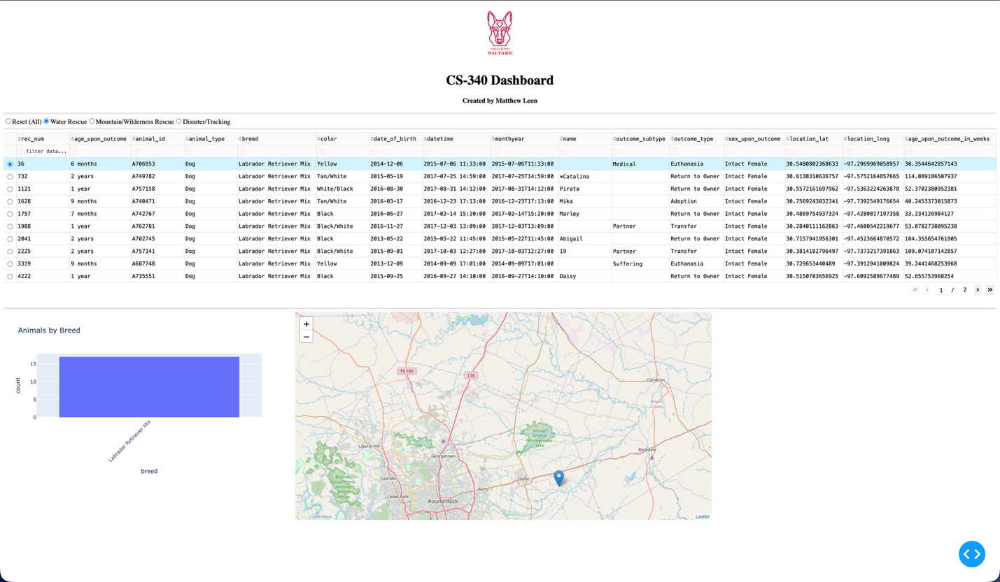 GRAZIOSO
SALVARE
CS-340 Dashboard
Created by Matthew Leon
Reset (All) Water Rescue Mountain/Wilderness Rescue Disaster/Tracking
rec_num age_upon_outcome animal_id animal_type breed color date_of_birth datetime monthyear name outcome_subtype outcome_type sex_upon_outcome location_lat location_long age_upon_outcome_in_weeks
filter data...
36 6 months A706953 Dog Labrador Retriever Mix Yellow 2014-12-06 2015-07-06 11:33:00 2015-07-06T11:33:00 Medical Euthanasia Intact Female 30.5480802368633 -97.2969969058957 30.3544642857143
732 2 years A749782 Dog Labrador Retriever Mix Tan/White 2015-05-19 2017-07-25 14:59:00 2017-07-25T14:59:00 *Catalina Return to Owner Intact Female 30.6138310636757 -97.5752164857665 114.089186507937
1121 1 year A757158 Dog Labrador Retriever Mix White/Black 2016-08-30 2017-08-31 14:12:00 2017-08-31T14:12:00 Pirata Return to Owner Intact Female 30.5572161697962 -97.5363224263878 52.3702380952381
1628 9 months A740471 Dog Labrador Retriever Mix Tan/White 2016-03-17 2016-12-23 17:13:00 2016-12-23T17:13:00 Mika Adoption Intact Female 30.7569243032341 -97.7392549176654 40.2453373015873
1757 7 months A742767 Dog Labrador Retriever Mix Black 2016-06-27 2017-02-14 15:20:00 2017-02-14T15:20:00 Marley Return to Owner Intact Female 30.4869754937324 -97.4280017197358 33.234126984127
1988 1 year A762781 Dog Labrador Retriever Mix Black/White 2016-11-27 2017-12-03 13:09:00 2017-12-03T13:09:00 Partner Transfer Intact Female 30.2840111162863 -97.4600542219677 53.0782738095238
2041 2 years A702745 Dog Labrador Retriever Mix Black 2013-05-22 2015-05-22 11:45:00 2015-05-22T11:45:00 Abigail Return to Owner Intact Female 30.7157941956301 -97.4523664870572 104.355654761905
2225 2 years A757341 Dog Labrador Retriever Mix Black/White 2015-09-01 2017-10-03 12:27:00 2017-10-03T12:27:00 19 Partner Transfer Intact Female 30.3814182796497 -97.7373217391863 109.074107142857
3319 9 months A687748 Dog Labrador Retriever Mix Yellow 2013-12-09 2014-09-09 17:01:00 2014-09-09T17:01:00 Suffering Euthanasia Intact Female 30.729653440489 -97.3912941009824 39.2441468253968
4222 1 year A735551 Dog Labrador Retriever Mix Black 2015-09-25 2016-09-27 14:10:00 2016-09-27T14:10:00 Daisy Return to Owner Intact Female 30.5150703656925 -97.6092589677489 52.655753968254
« ‹ 1 / 2 › »
Animals by Breed
count
15
10
5
0
Labrador Retriever Mix
breed
+
−
TX 195
I 35
Cameron
Milam
County
Granger
Wildlife
Management
Area
Liberty Hill
Williamson
County
Georgetown
Rockdale
Leander
Taylor
Balcones
Canyonlands
National
Wildlife
Refuge
Hutto
Cedar Park
Round Rock
Lake Travis
Leaflet